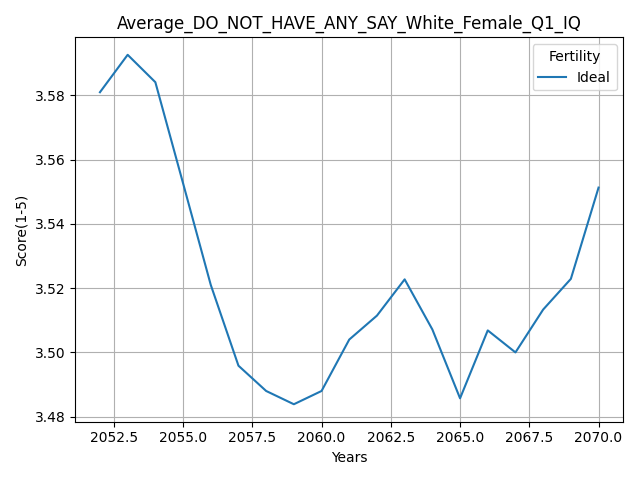 Average_DO_NOT_HAVE_ANY_SAY_White_Female_Q1_IQ
Fertility
Ideal
Score(1-5)
3.58
3.56
3.54
3.52
3.50
3.48
2052.5 2055.0 2057.5 2060.0 2062.5 2065.0 2067.5 2070.0
Years